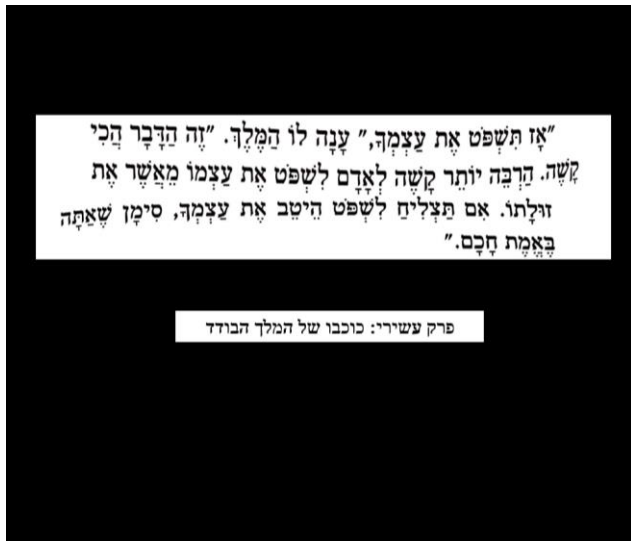 "אָז תִּשְׁפֹּט אֶת עַצְמְךָ," עָנָה לוֹ הַמֶּלֶךְ. "זֶה הַדָּבָר הֲכִי
קָשֶׁה. הַרְבֵּה יוֹתֵר קָשֶׁה לְאָדָם לִשְׁפֹּט אֶת עַצְמוֹ מֵאֲשֶׁר אֶת
זוּלָתוֹ. אִם תַּצְלִיחַ לִשְׁפֹּט הֵיטֵב אֶת עַצְמְךָ, סִימָן שֶׁאַתָּה
בֶּאֱמֶת חָכָם."
פרק עשירי: כוכבו של המלך הבודד